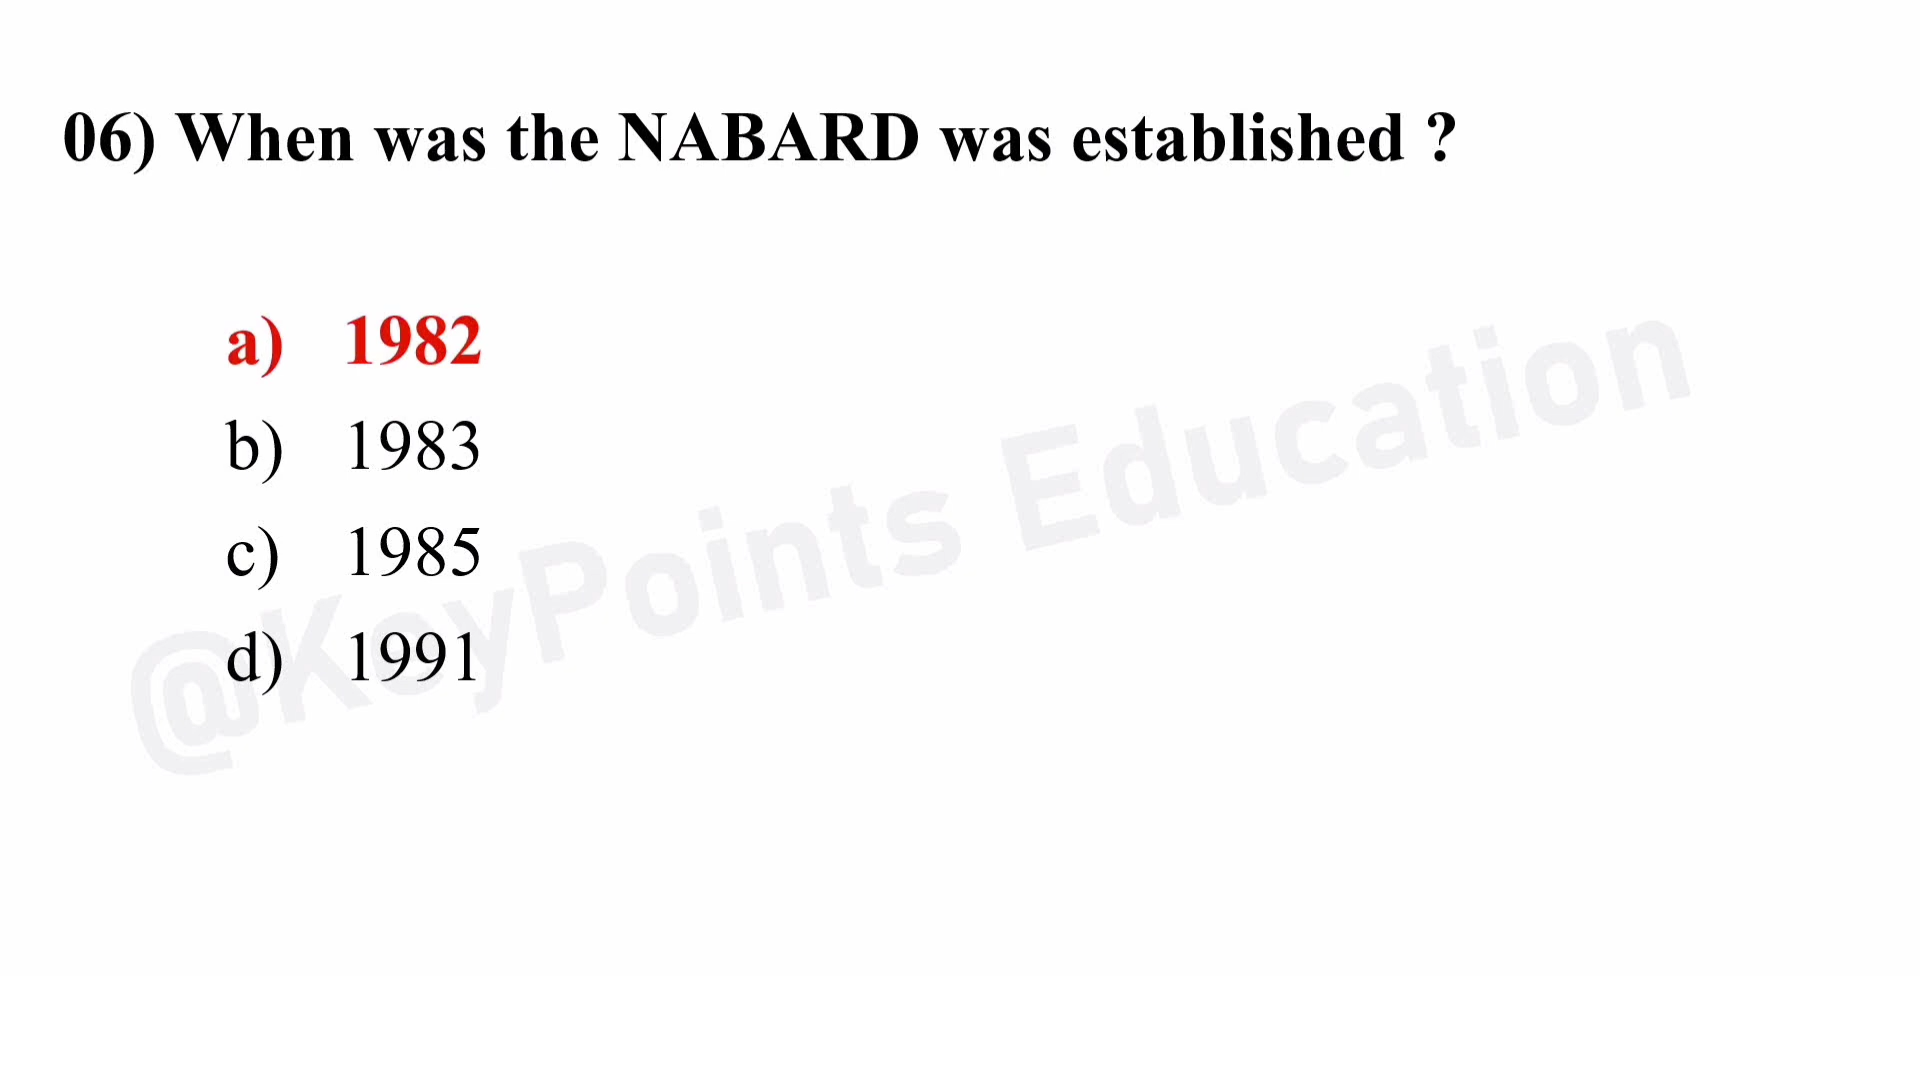 06) When was the NABARD was established ?
a) 1982
b) 1983
c) 1985
d) 1991
@KeyPoints Education